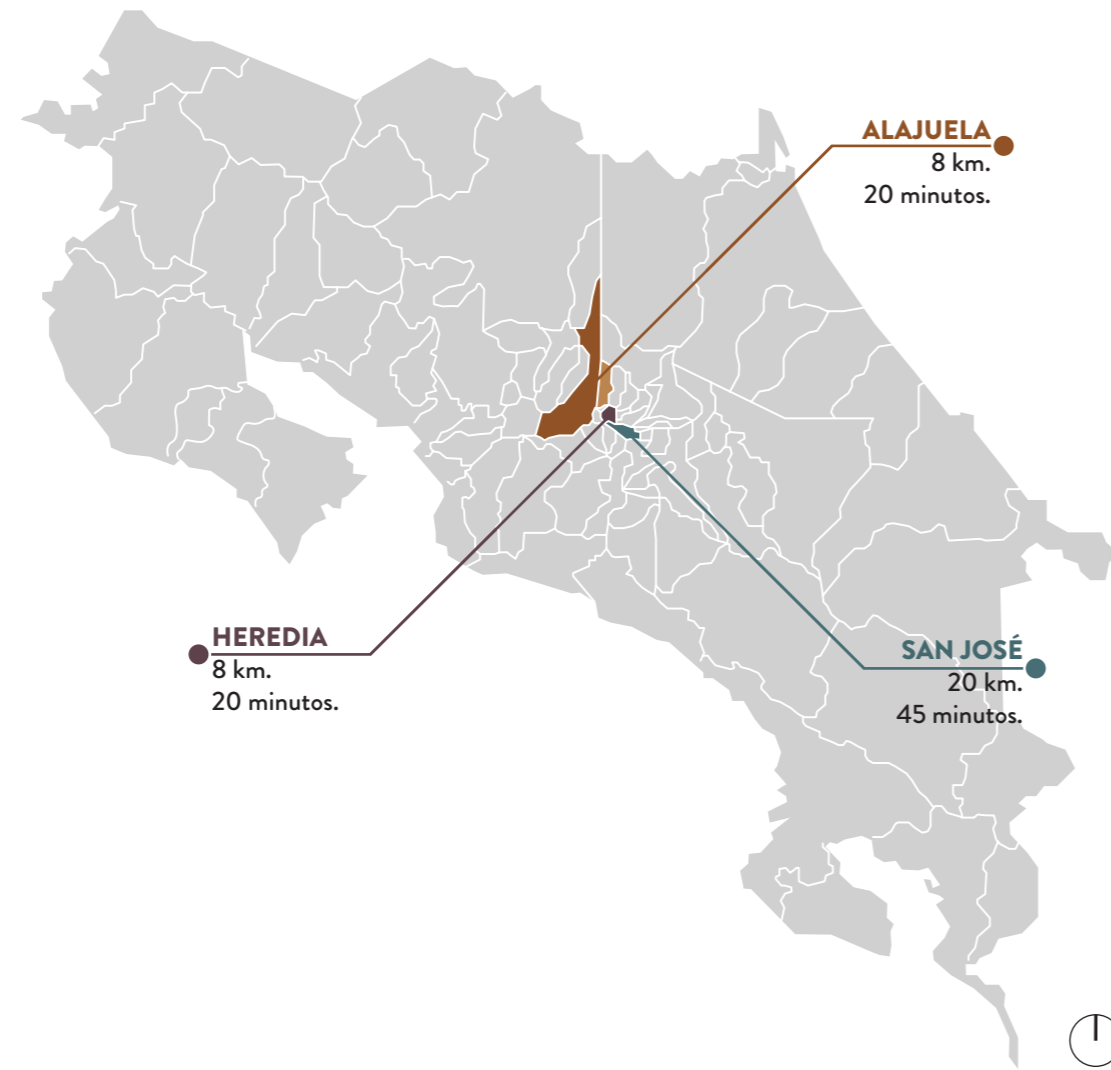 ALAJUELA
8 km.
20 minutos.
HEREDIA
8 km.
20 minutos.
SAN JOSÉ
20 km.
45 minutos.